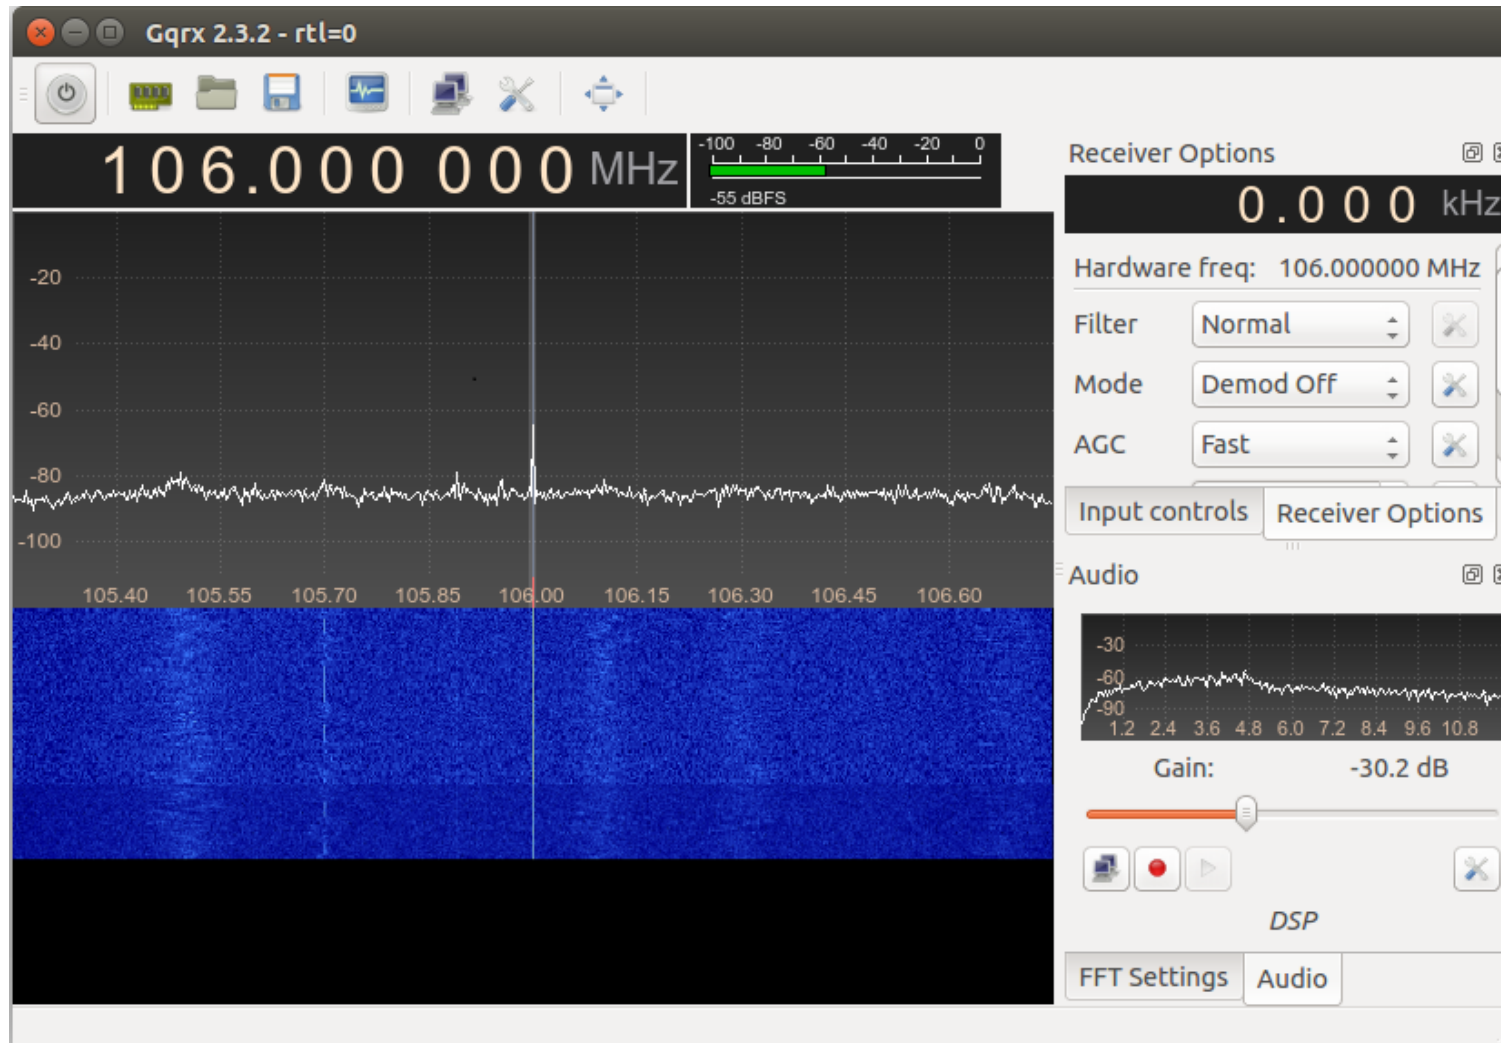 Gqrx 2.3.2 - rtl=0
106.000 000 MHz
-100 -80 -60 -40 -20 0
-55 dBFS
Receiver Options
0.000 kHz
Hardware freq: 106.000000 MHz
Filter Normal
Mode Demod Off
AGC Fast
Input controls Receiver Options
-20
-40
-60
-80
-100
105.40 105.55 105.70 105.85 106.00 106.15 106.30 106.45 106.60
Audio
-30
-60
-90
1.2 2.4 3.6 4.8 6.0 7.2 8.4 9.6 10.8
Gain: -30.2 dB
DSP
FFT Settings Audio